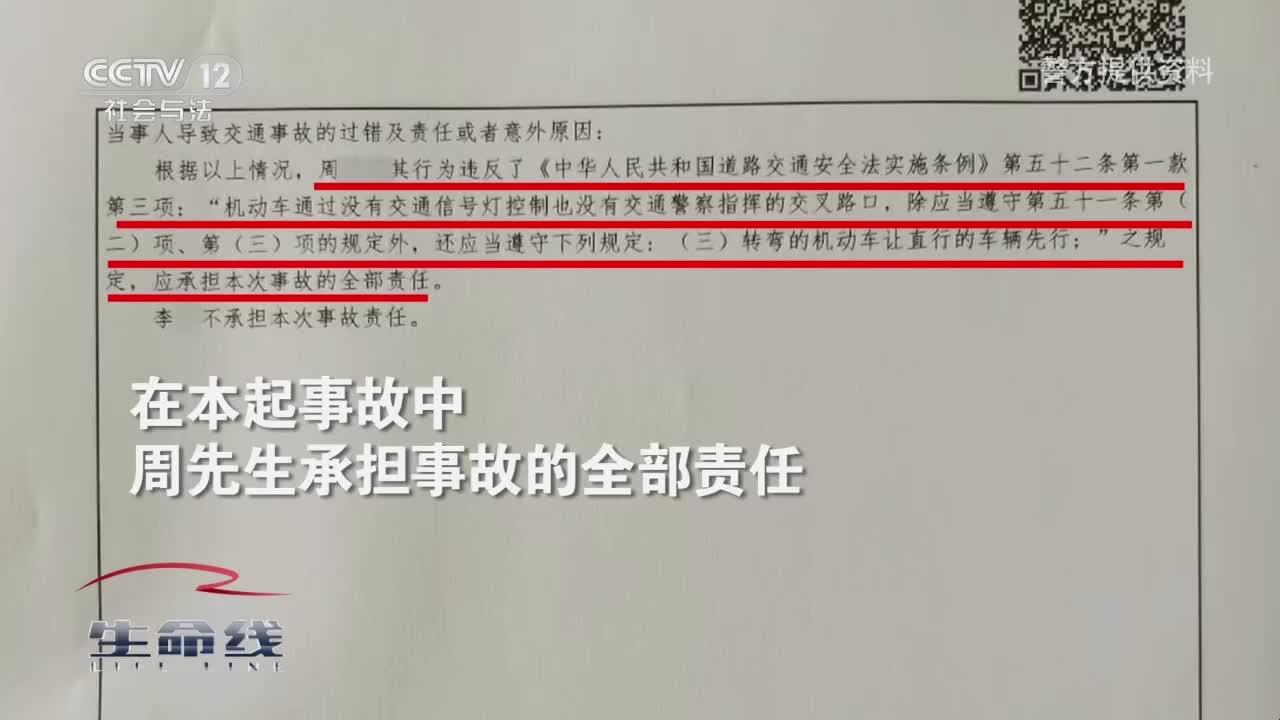 CCTV 12
社会与法
警方提供资料
当事人导致交通事故的过错及责任或者意外原因：
根据以上情况，周 其行为违反了《中华人民共和国道路交通安全法实施条例》第五十二条第一款
第三项：“机动车通过没有交通信号灯控制也没有交通警察指挥的交叉路口，除应当遵守第五十一条第（
二）项、第（三）项的规定外，还应当遵守下列规定：（三）转弯的机动车让直行的车辆先行；”之规
定，应承担本次事故的全部责任。
李 不承担本次事故责任。
在本起事故中
周先生承担事故的全部责任
生命线
LIFE LINE